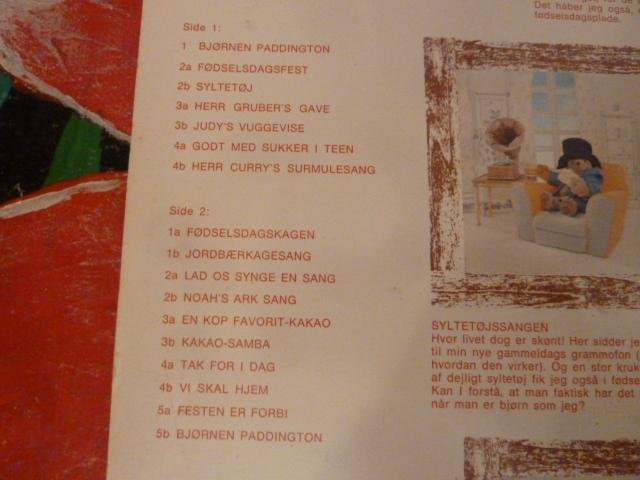 Det håber jeg også,
fødselsdagsplade.
Side 1:
1 BJØRNEN PADDINGTON
2a FØDSELSDAGSFEST
2b SYLTETØJ
3a HERR GRUBER'S GAVE
3b JUDY'S VUGGEVISE
4a GODT MED SUKKER I TEEN
4b HERR CURRY'S SURMULESANG
Side 2:
1a FØDSELSDAGSKAGEN
1b JORDBÆRKAGESANG
2a LAD OS SYNGE EN SANG
2b NOAH'S ARK SANG
3a EN KOP FAVORIT-KAKAO
3b KAKAO-SAMBA
4a TAK FOR I DAG
4b VI SKAL HJEM
5a FESTEN ER FORBI
5b BJØRNEN PADDINGTON
SYLTETØJSSANGEN
Hvor livet dog er skønt! Her sidder je
til min nye gammeldags grammofon (
hvordan den virker). Og en stor kruk
af dejligt syltetøj fik jeg også i fødse
Kan I forstå, at man faktisk har det
når man er bjørn som jeg?